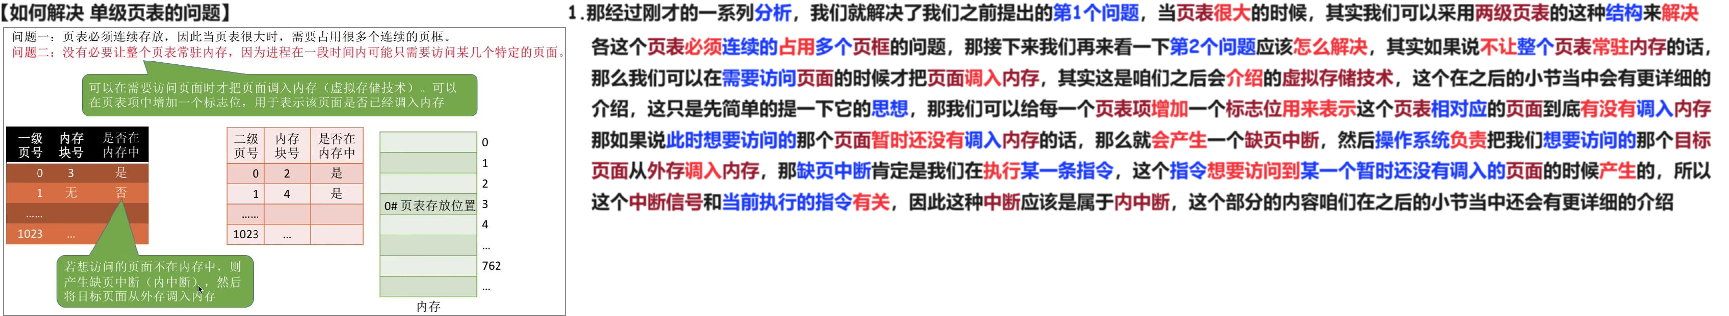 【如何解决 单级页表的问题】
问题一：页表必须连续存放，因此当页表很大时，需要占用很多个连续的页框。
问题二：没有必要让整个页表常驻内存，因为进程在一段时间内可能只需要访问某几个特定的页面。
可以在需要访问页面时才把页面调入内存（虚拟存储技术）。可以
在页表项中增加一个标志位，用于表示该页面是否已经调入内存
一级页号 内存块号 是否在内存中
0 3 是
1 无 否
……
1023 …
若想访问的页面不在内存中，则
产生缺页中断（内中断），然后
将目标页面从外存调入内存
二级页号 内存块号 是否在内存中
0 2 是
1 4 是
……
1023 …
0
1
2
0# 页表存放位置 3
4
…
762
…
内存
1.那经过刚才的一系列分析，我们就解决了我们之前提出的第1个问题，当页表很大的时候，其实我们可以采用两级页表的这种结构来解决
各这个页表必须连续的占用多个页框的问题，那接下来我们再来看一下第2个问题应该怎么解决，其实如果说不让整个页表常驻内存的话，
那么我们可以在需要访问页面的时候才把页面调入内存，其实这是咱们之后会介绍的虚拟存储技术，这个在之后的小节当中会有更详细的
介绍，这只是先简单的提一下它的思想，那我们可以给每一个页表项增加一个标志位用来表示这个页表相对应的页面到底有没有调入内存
那如果说此时想要访问的那个页面暂时还没有调入内存的话，那么就会产生一个缺页中断，然后操作系统负责把我们想要访问的那个目标
页面从外存调入内存，那缺页中断肯定是我们在执行某一条指令，这个指令想要访问到某一个暂时还没有调入的页面的时候产生的，所以
这个中断信号和当前执行的指令有关，因此这种中断应该是属于内中断，这个部分的内容咱们在之后的小节当中还会有更详细的介绍